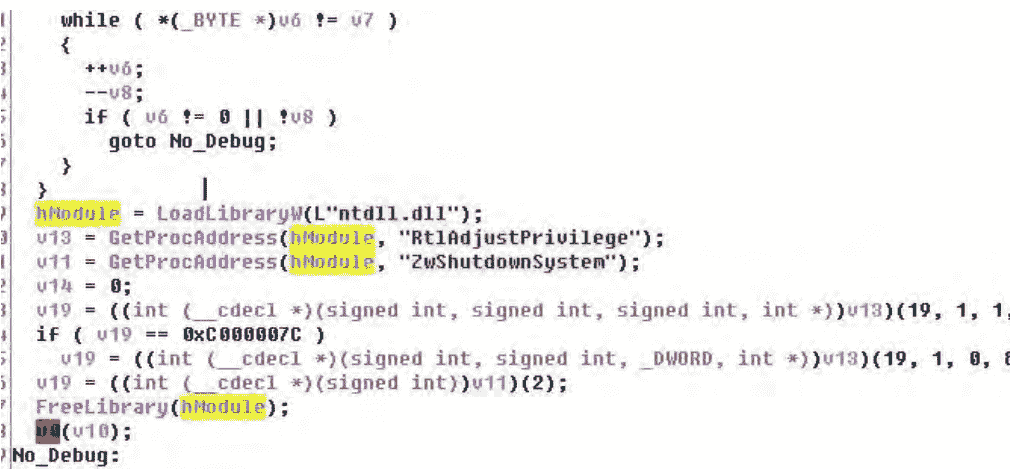 while ( *(_BYTE *)v6 != v7 )
{
++v6;
--v8;
if ( v6 != 0 || !v8 )
goto No_Debug;
}
}
hModule = LoadLibraryW(L"ntdll.dll");
v13 = GetProcAddress(hModule, "RtlAdjustPrivilege");
v11 = GetProcAddress(hModule, "ZwShutdownSystem");
v14 = 0;
v19 = ((int (__cdecl *)(signed int, signed int, signed int, int *))v13)(19, 1, 1,
if ( v19 == 0xC000007C )
v19 = ((int (__cdecl *)(signed int, signed int, _DWORD, int *))v13)(19, 1, 0,
v19 = ((int (__cdecl *)(signed int))v11)(2);
FreeLibrary(hModule);
(v10);
No_Debug: